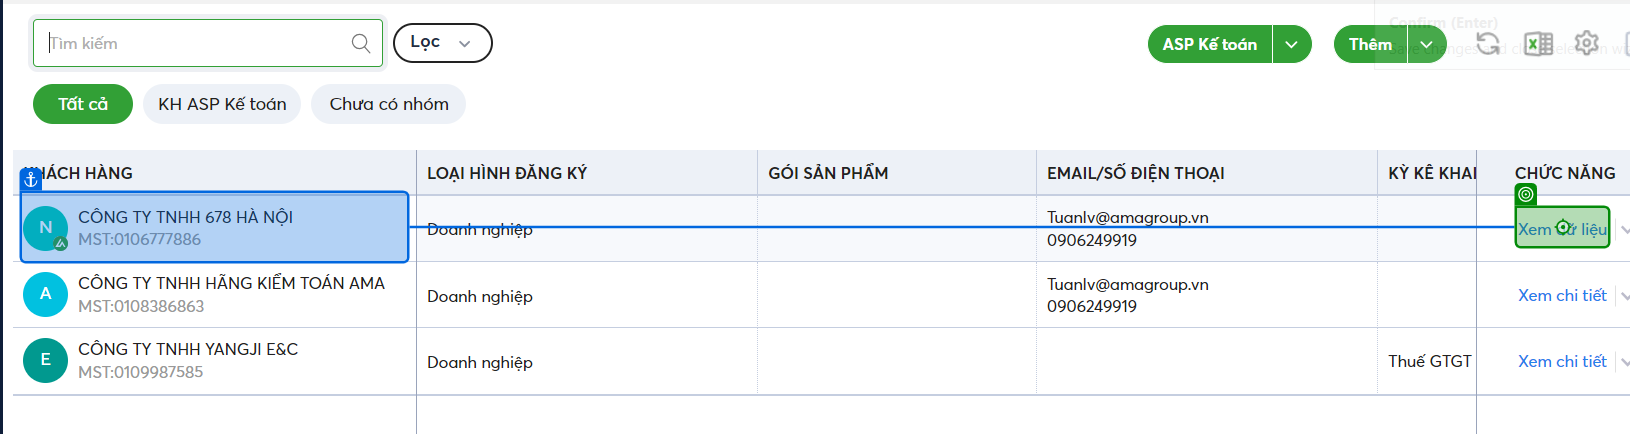 Confirm (Enter)
Tìm kiếm
Lọc
ASP Kế toán
Thêm
Tất cả
KH ASP Kế toán
Chưa có nhóm
HÁCH HÀNG
LOẠI HÌNH ĐĂNG KÝ
GÓI SẢN PHẨM
EMAIL/SỐ ĐIỆN THOẠI
KỲ KÊ KHAI
CHỨC NĂNG
N
CÔNG TY TNHH 678 HÀ NỘI
MST:0106777886
Doanh nghiệp
Tuanlv@amagroup.vn
0906249919
Xem dữ liệu
A
CÔNG TY TNHH HÃNG KIỂM TOÁN AMA
MST:0108386863
Doanh nghiệp
Tuanlv@amagroup.vn
0906249919
Xem chi tiết
E
CÔNG TY TNHH YANGJI E&C
MST:0109987585
Doanh nghiệp
Thuế GTGT
Xem chi tiết